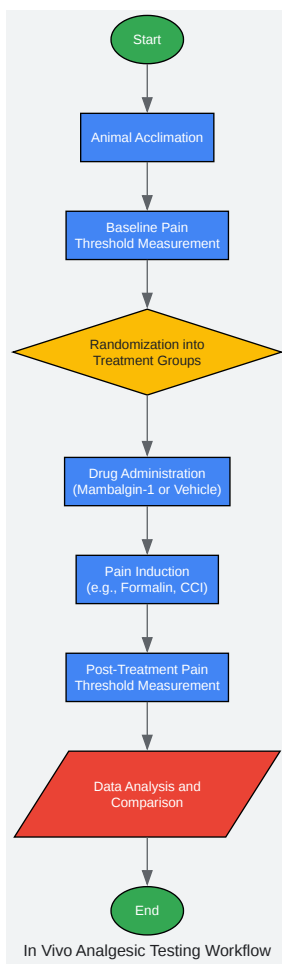 Start
Animal Acclimation
Baseline Pain
Threshold Measurement
Randomization into
Treatment Groups
Drug Administration
(Mambalgin-1 or Vehicle)
Pain Induction
(e.g., Formalin, CCI)
Post-Treatment Pain
Threshold Measurement
Data Analysis and
Comparison
End
In Vivo Analgesic Testing Workflow